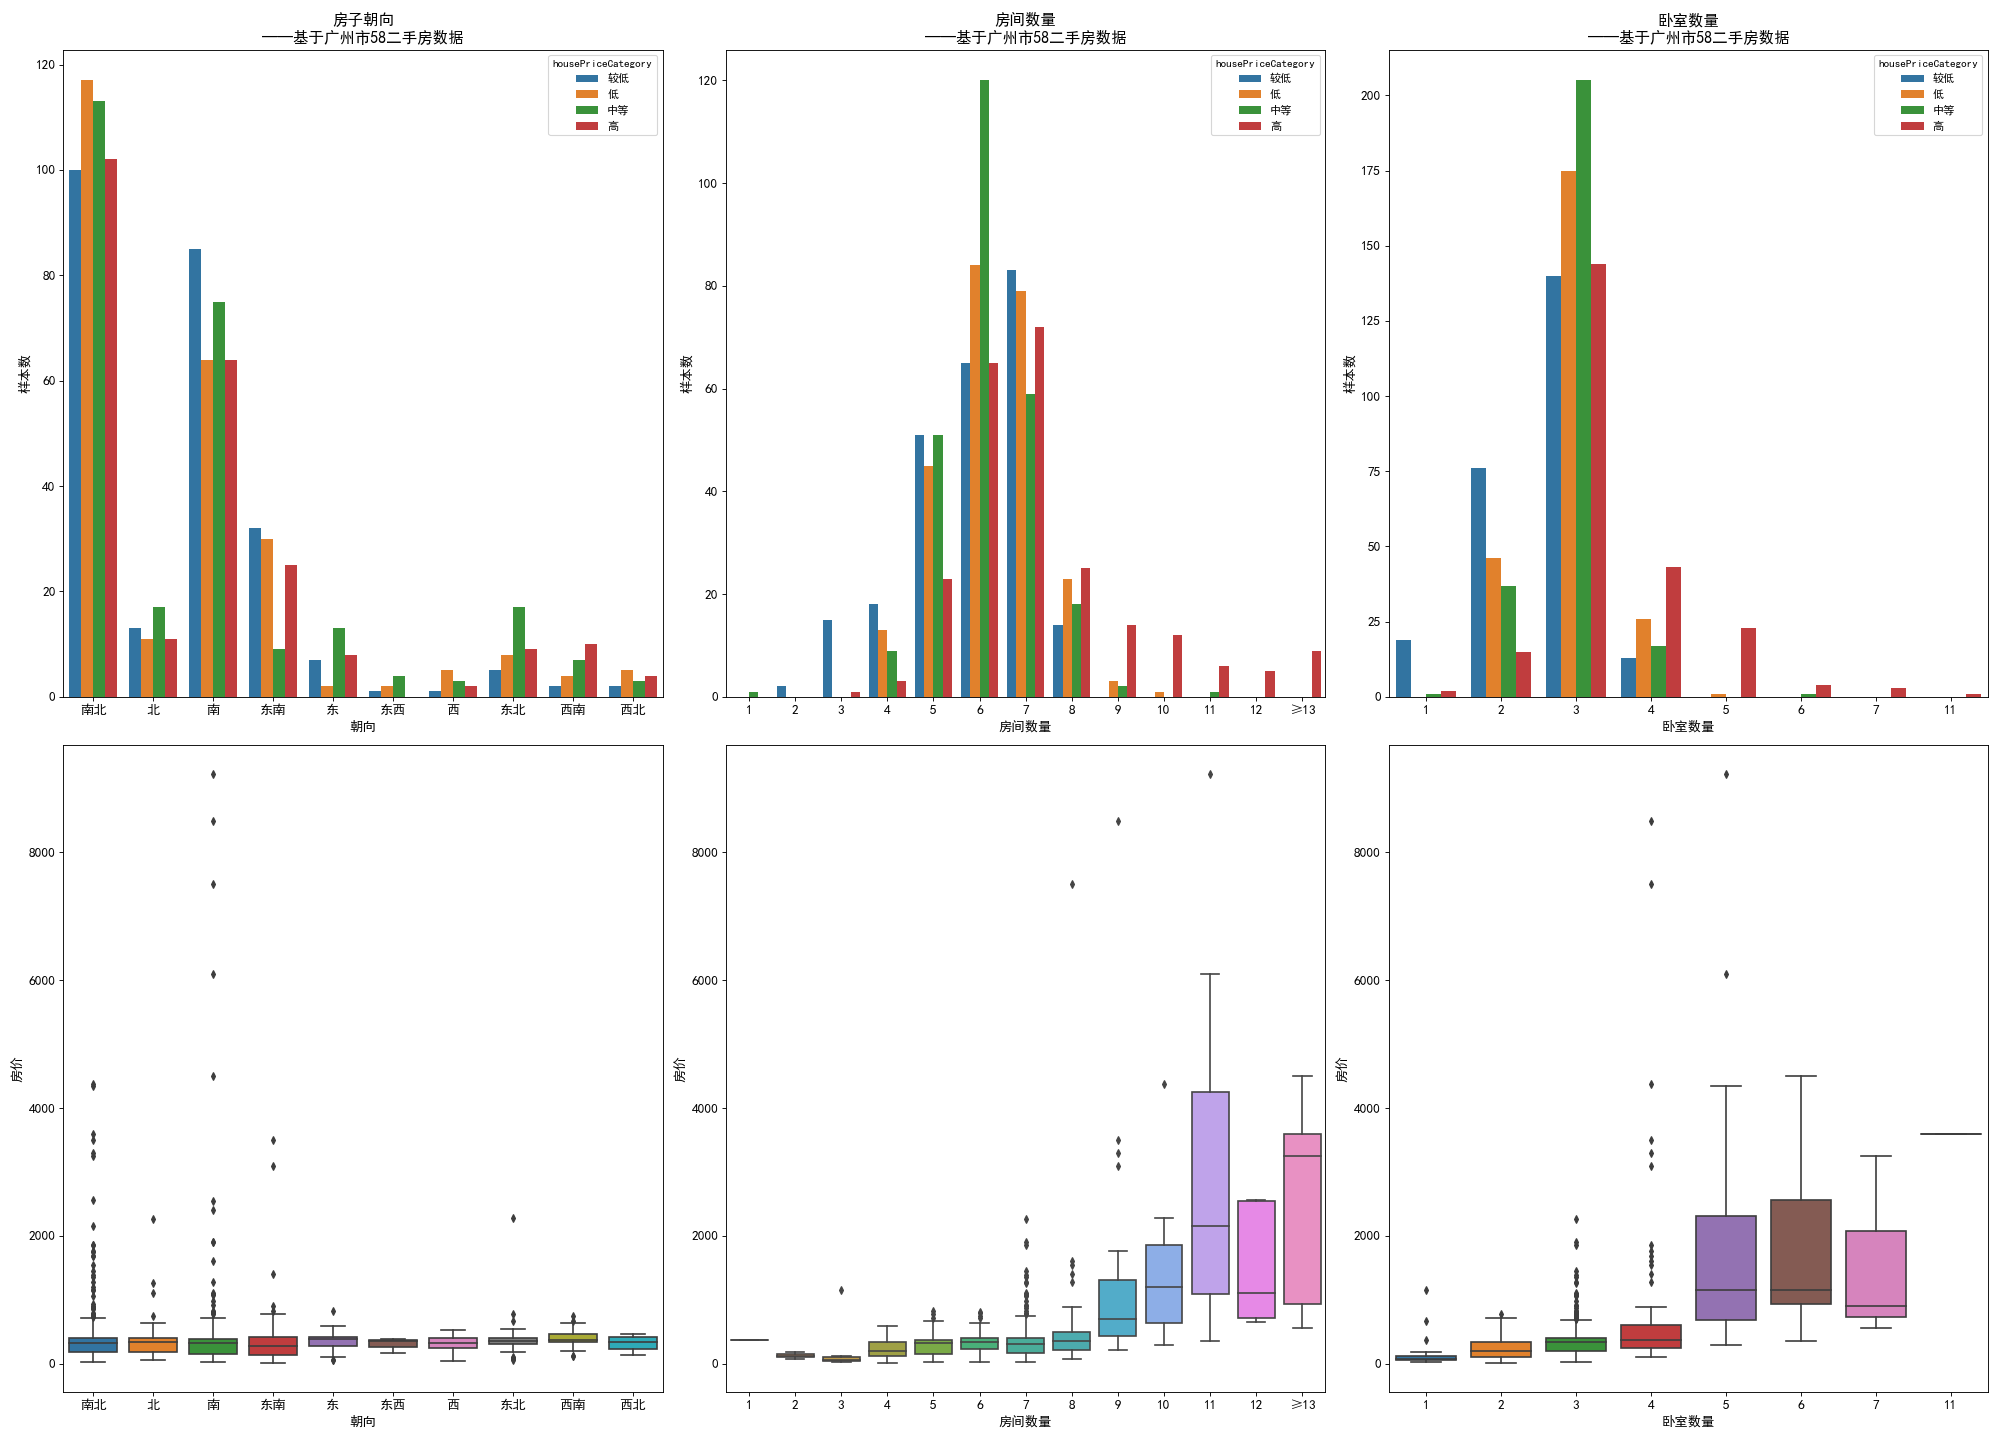 房子朝向
——基于广州市58二手房数据
120
100
80
60
40
20
0
样本数
housePriceCategory
较低
低
中等
高
南北 北 南 东南 东 东西 西 东北 西南 西北
朝向
房间数量
——基于广州市58二手房数据
120
100
80
60
40
20
0
样本数
housePriceCategory
较低
低
中等
高
1 2 3 4 5 6 7 8 9 10 11 12 ≥13
房间数量
卧室数量
——基于广州市58二手房数据
200
175
150
125
100
75
50
25
0
样本数
housePriceCategory
较低
低
中等
高
1 2 3 4 5 6 7 11
卧室数量
8000
6000
4000
2000
0
房价
南北 北 南 东南 东 东西 西 东北 西南 西北
朝向
8000
6000
4000
2000
0
房价
1 2 3 4 5 6 7 8 9 10 11 12 ≥13
房间数量
8000
6000
4000
2000
0
房价
1 2 3 4 5 6 7 11
卧室数量